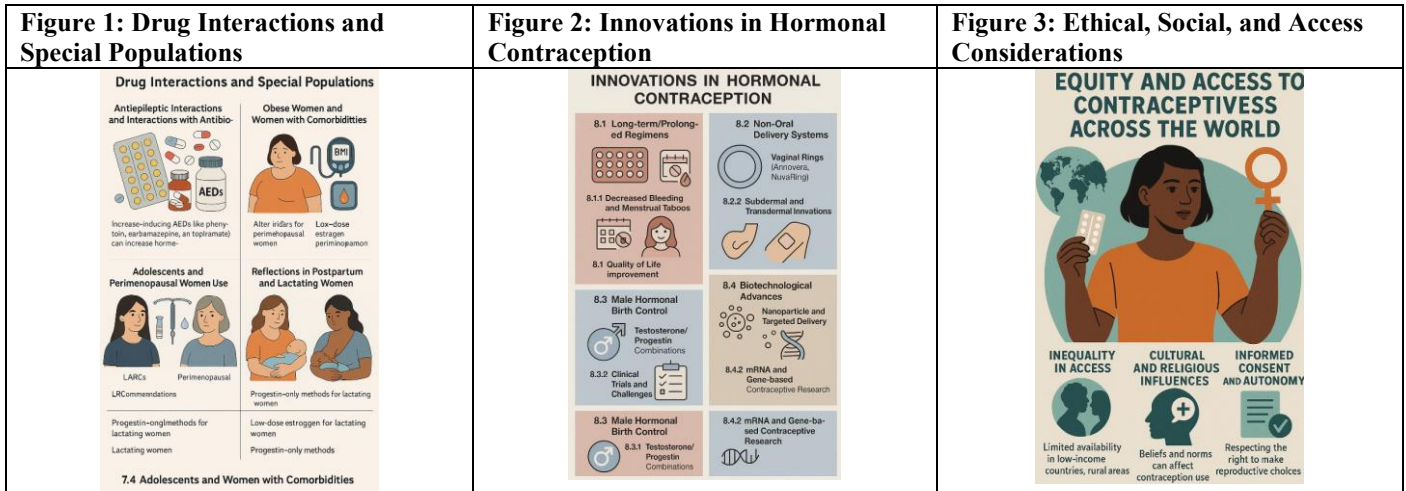 Figure 1: Drug Interactions and
Special Populations
Drug Interactions and Special Populations
Antiepileptic Interactions
and Interactions with Antibio-
AEDs
Increase-inducing AEDs like pheny-
toin, earbamazepine, an toplramate)
can increase horme-
Obese Women and
Women with Comorbidtties
BMI
Alter for
women
Low-dose
estragen
Adolescents and
Perimenopausal Women Use
LARCs
Perimenopausal
LRCommendations
Reflections in Postpartum
and Lactating Women
Progestin-only methods for lactating
women
Progestin-onglmethods for
lactating women
Low-dose estroggen for lactating
women
Lactating women
Progestin-only methods
7.4 Adolescents and Women with Comorbidities
Figure 2: Innovations in Hormonal
Contraception
INNOVATIONS IN HORMONAL
CONTRACEPTION
8.1 Long-term/Prolong-
ed Regimens
8.1.1 Decreased Bleeding
and Menstrual Taboos
8.1 Quality of Life
improvement
8.2 Non-Oral
Delivery Systems
Vaginal Rings
(Annovera,
NuvaRing)
8.2.2 Subdermal and
Transdermal Innvations
8.3 Male Hormonal
Birth Control
Testosterone/
Progestin
Combinations
8.3.2 Clinical
Trials and
Challenges
8.4 Biotechnological
Advances
Nanoparticle and
Targeted Delivery
8.4.2 mRNA and
Gene-based
Contraceptive Research
8.3 Male Hormonal
Birth Control
8.3.1 Testosterone/
Progestin
Combinations
8.4.2 mRNA and Gene-ba-
sed Contraceptive
Research
Figure 3: Ethical, Social, and Access
Considerations
EQUITY AND ACCESS TO
CONTRACEPTIVESS
ACROSS THE WORLD
INEQUALITY
IN ACCESS
Limited availability
in low-income
countries, rural areas
CULTURAL
AND RELIGIOUS
INFLUENCES
Beliefs and norms
can affect
contraception use
INFORMED
CONSENT
AND AUTONOMY
Respecting the
right to make
reproductive choices